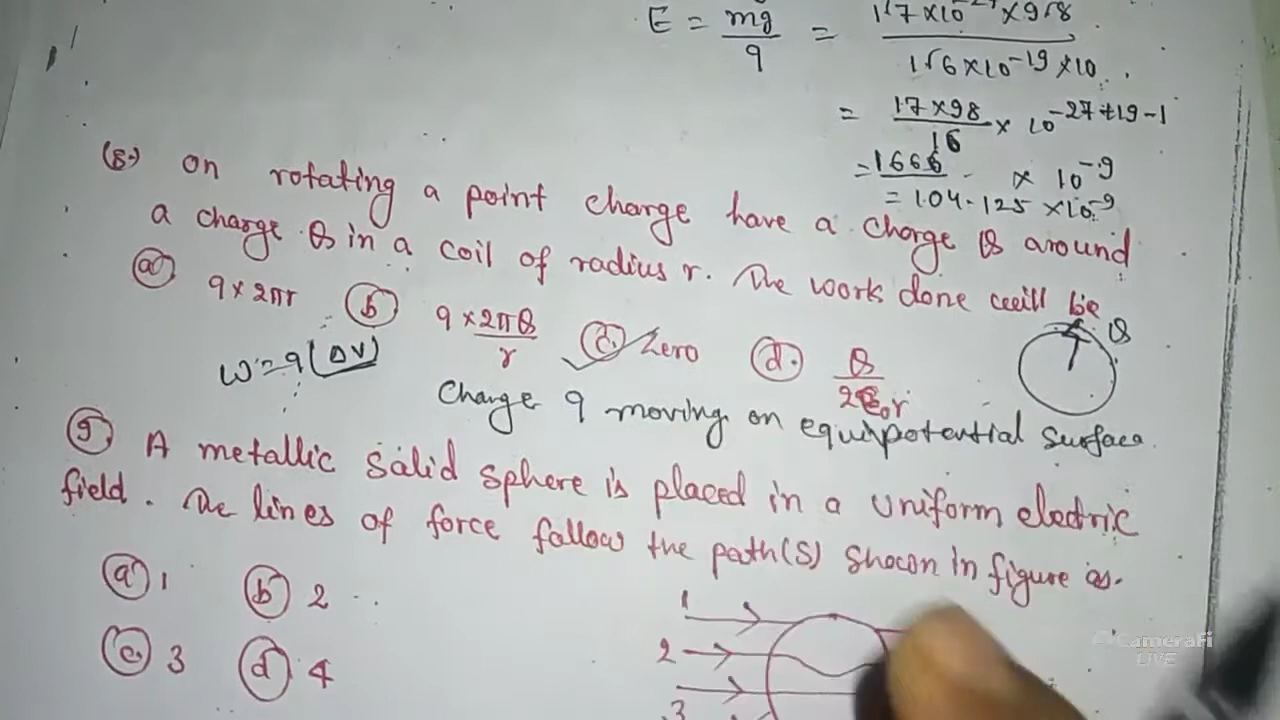 E = mg/q = 1.7×10 ×9.8 / 1.6×10⁻¹⁹×10
= 17×98/16 × 10⁻²⁷⁺¹⁹⁻¹
= 1666 × 10⁻⁹
= 104.125 ×10⁻⁹
(8.) on rotating a point charge have a charge Q around
a charge Q in a coil of radius r. The work done will be
(a) q×2πr (b) q×2πQ/r (c) Zero (d) Q/2ε₀r
Q
W = q(ΔV)
Charge q moving on equipotential surface.
(9) A metallic salid sphere is placed in a uniform electric
field. The lines of force follow the path(s) shown in figure as.
(a) 1 (b) 2
(c) 3 (d) 4
1
2
3
CameraFi
LIVE